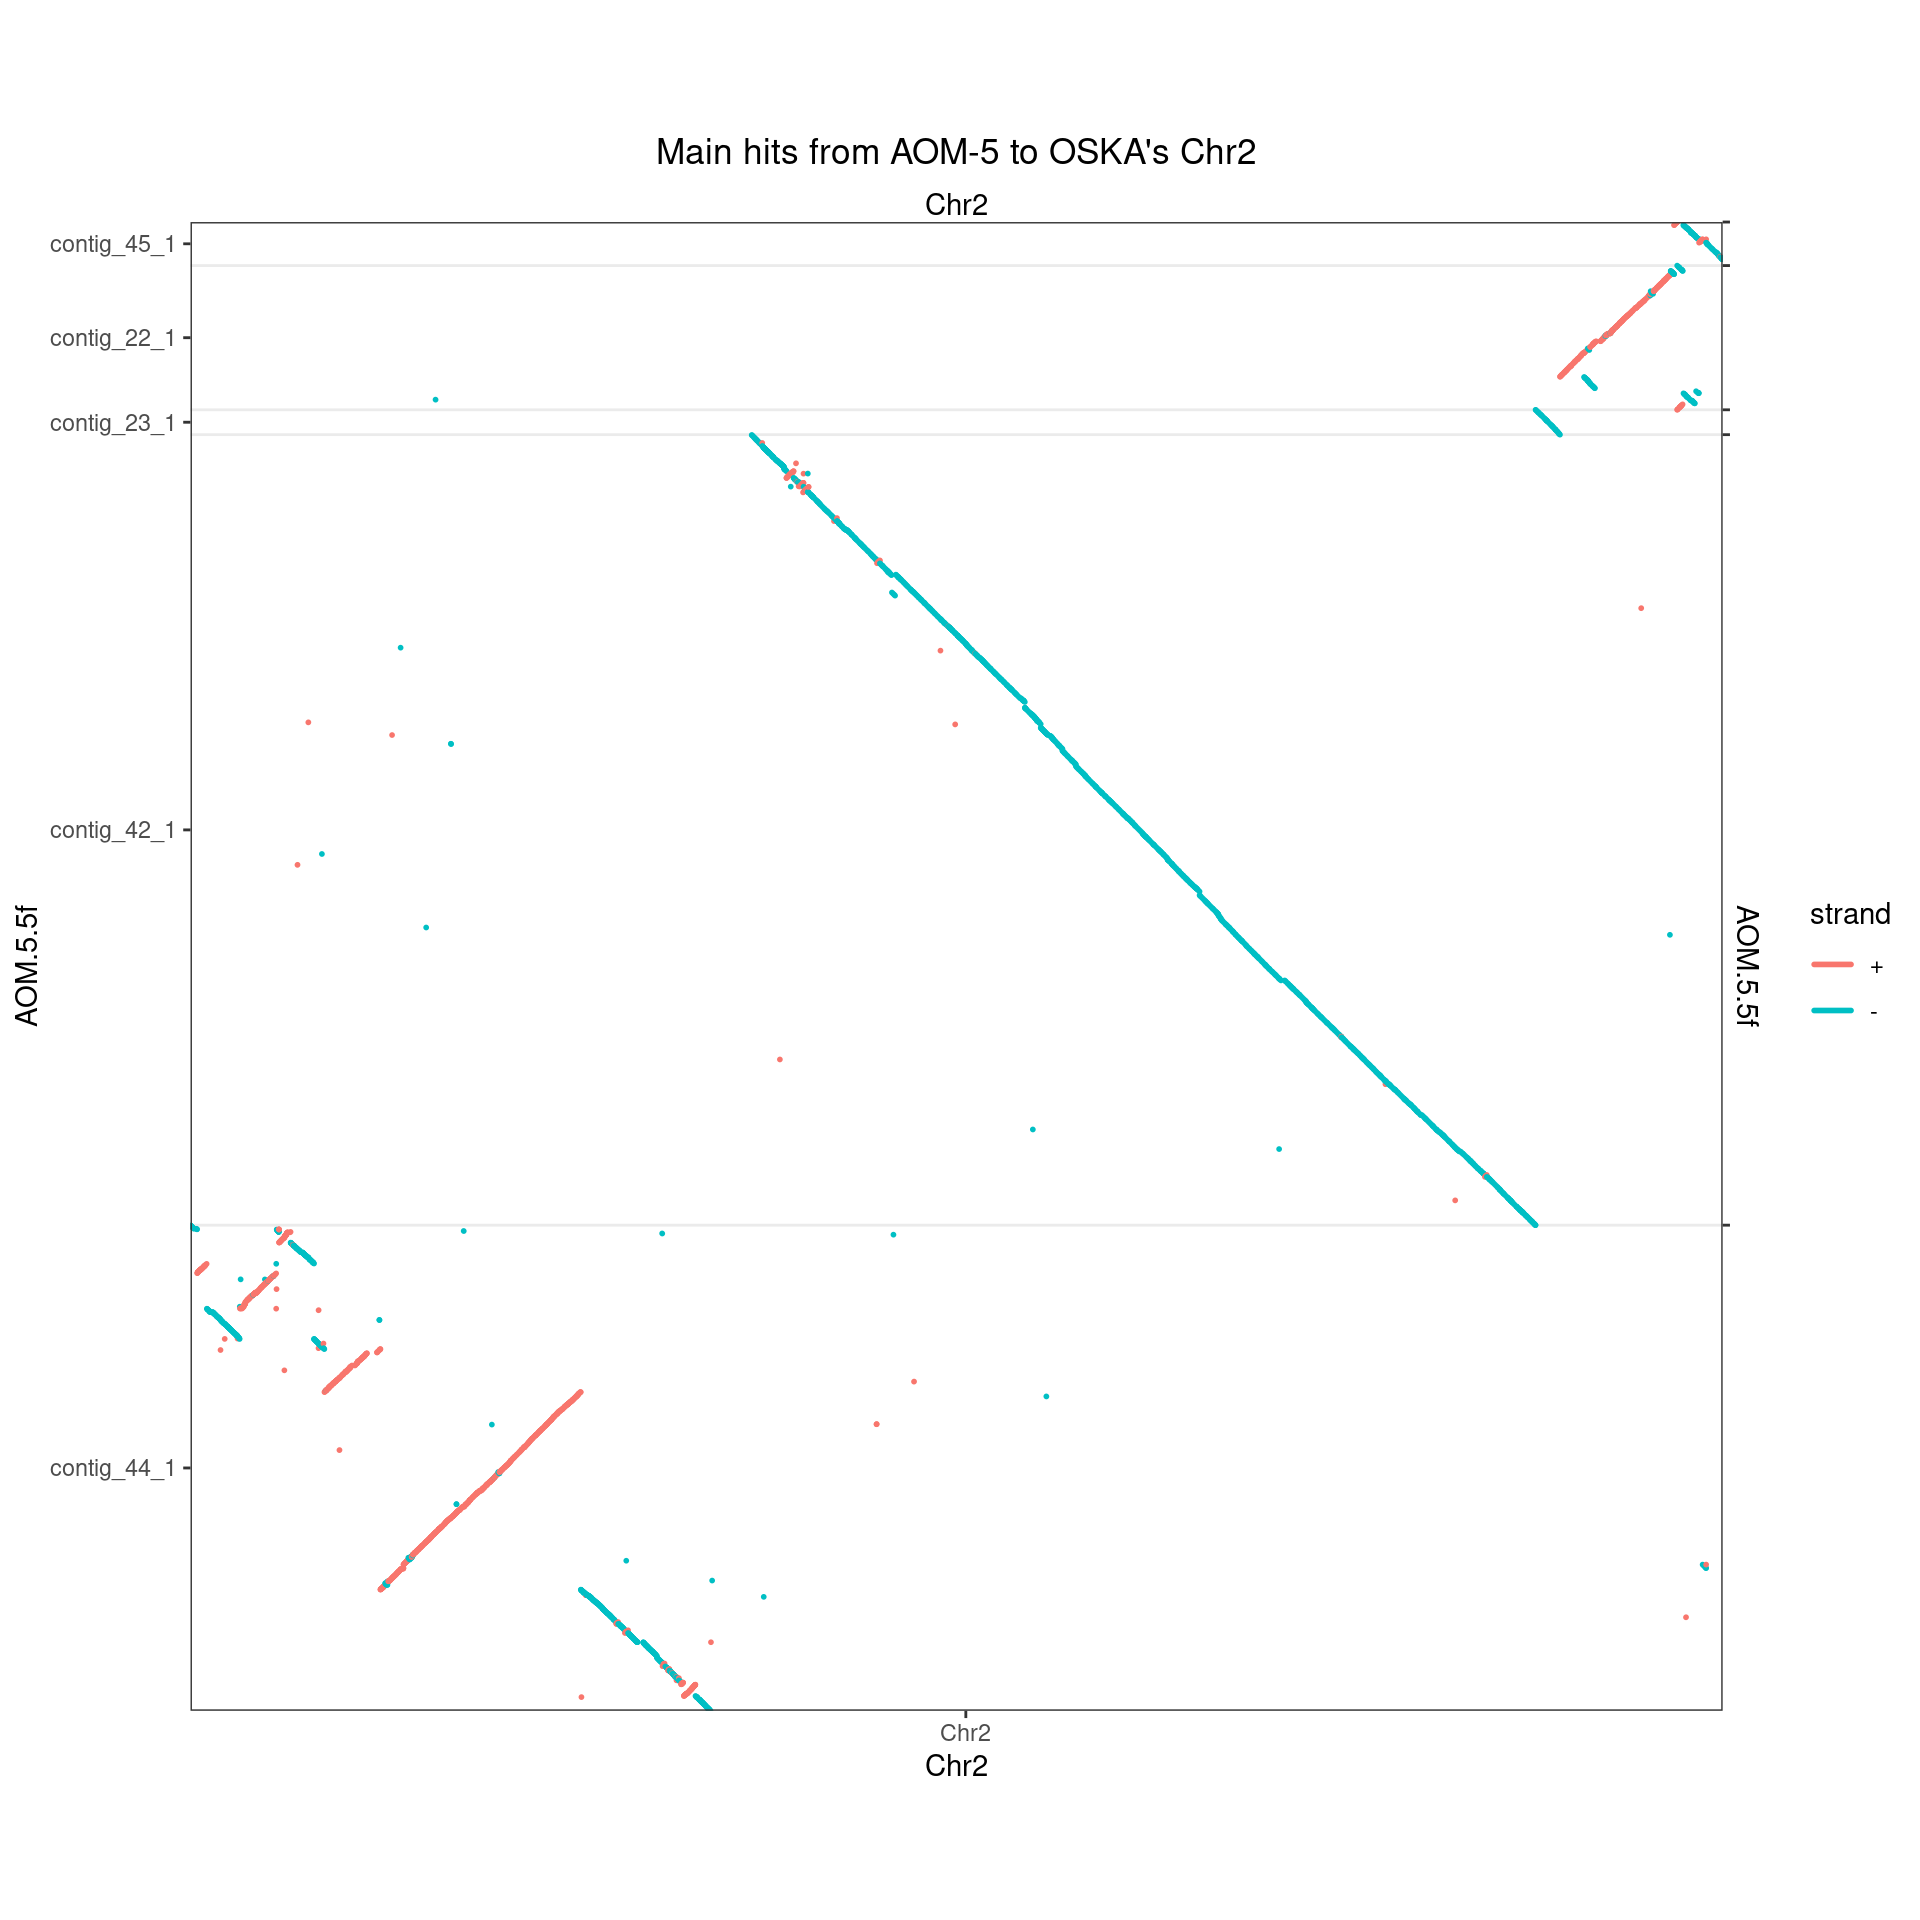 Main hits from AOM-5 to OSKA's Chr2
Chr2
contig_45_1
contig_22_1
contig_23_1
contig_42_1
contig_44_1
AOM.5.5f
AOM.5.5f
strand
+
-
Chr2
Chr2